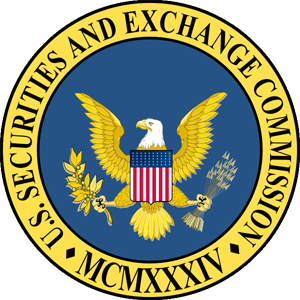 U.S. SECURITIES AND EXCHANGE COMMISSION
MCMXXXIV